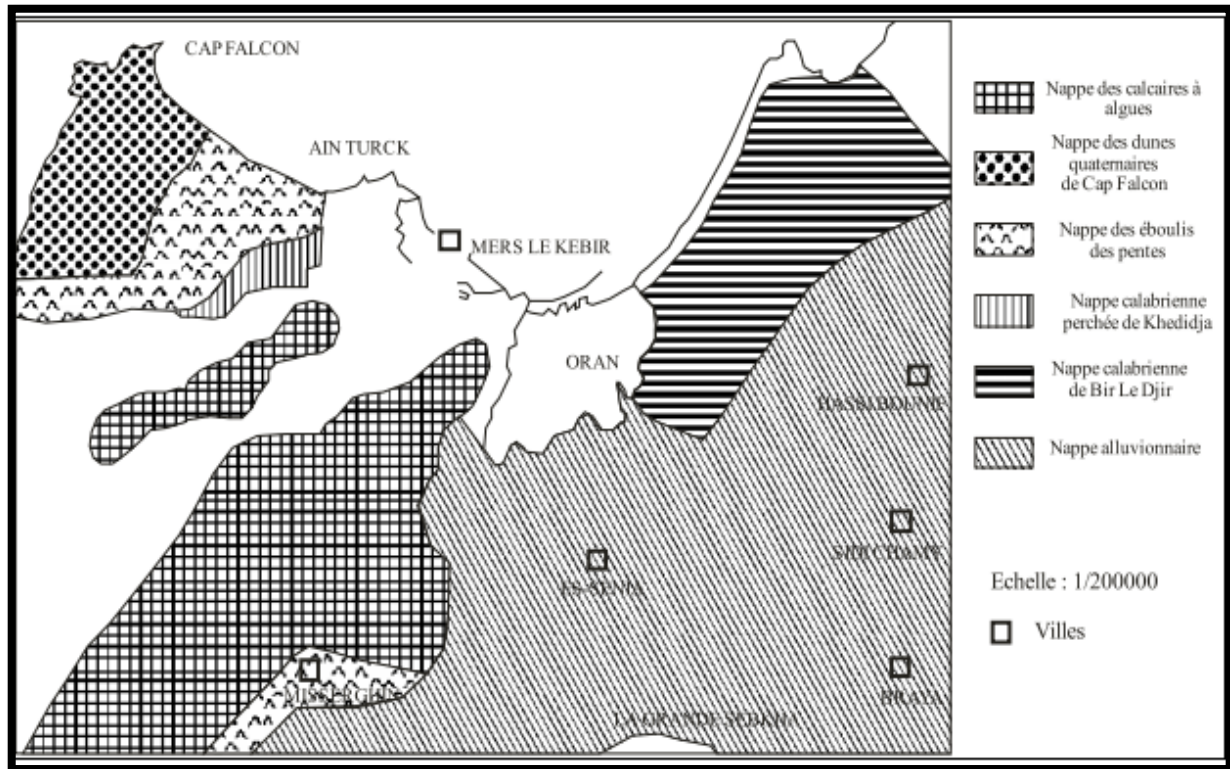 CAP FALCON
AIN TURCK
MERS LE KEBIR
ORAN
HASSI BOUNIF
SIDI CHAMY
ES-SENIA
MISSERGHIN
BRAYA
LA GRANDE SEBKHA
Nappe des calcaires à
algues
Nappe des dunes
quaternaires
de Cap Falcon
Nappe des éboulis
des pentes
Nappe calabrienne
perchée de Khedidja
Nappe calabrienne
de Bir Le Djir
Nappe alluvionnaire
Echelle : 1/200000
Villes